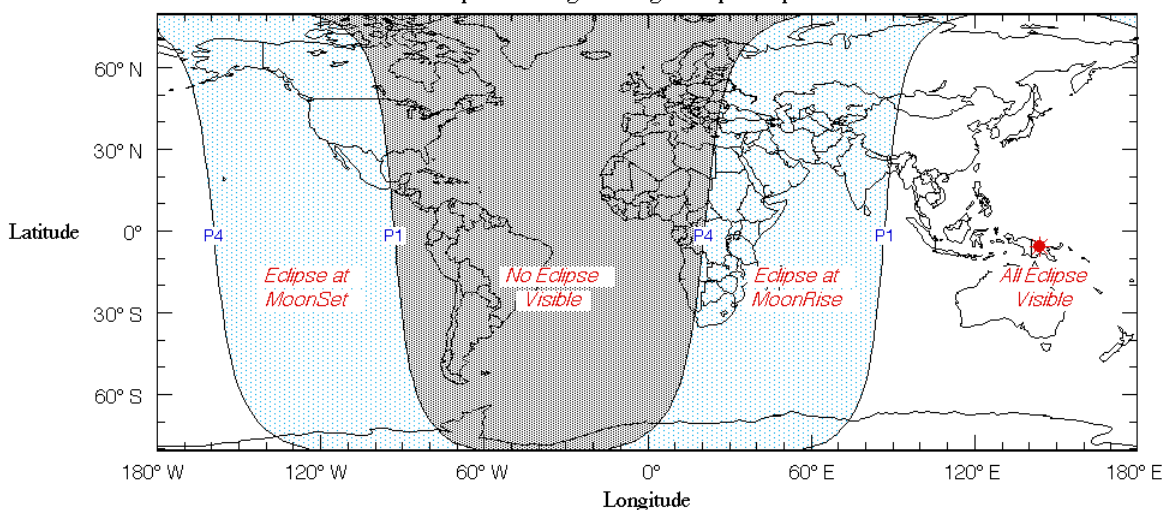 60° N
30° N
Latitude
0°
P4
P1
P4
P1
Eclipse at
MoonSet
No Eclipse
Visible
Eclipse at
MoonRise
All Eclipse
Visible
30° S
60° S
180° W
120° W
60° W
0°
60° E
120° E
180° E
Longitude